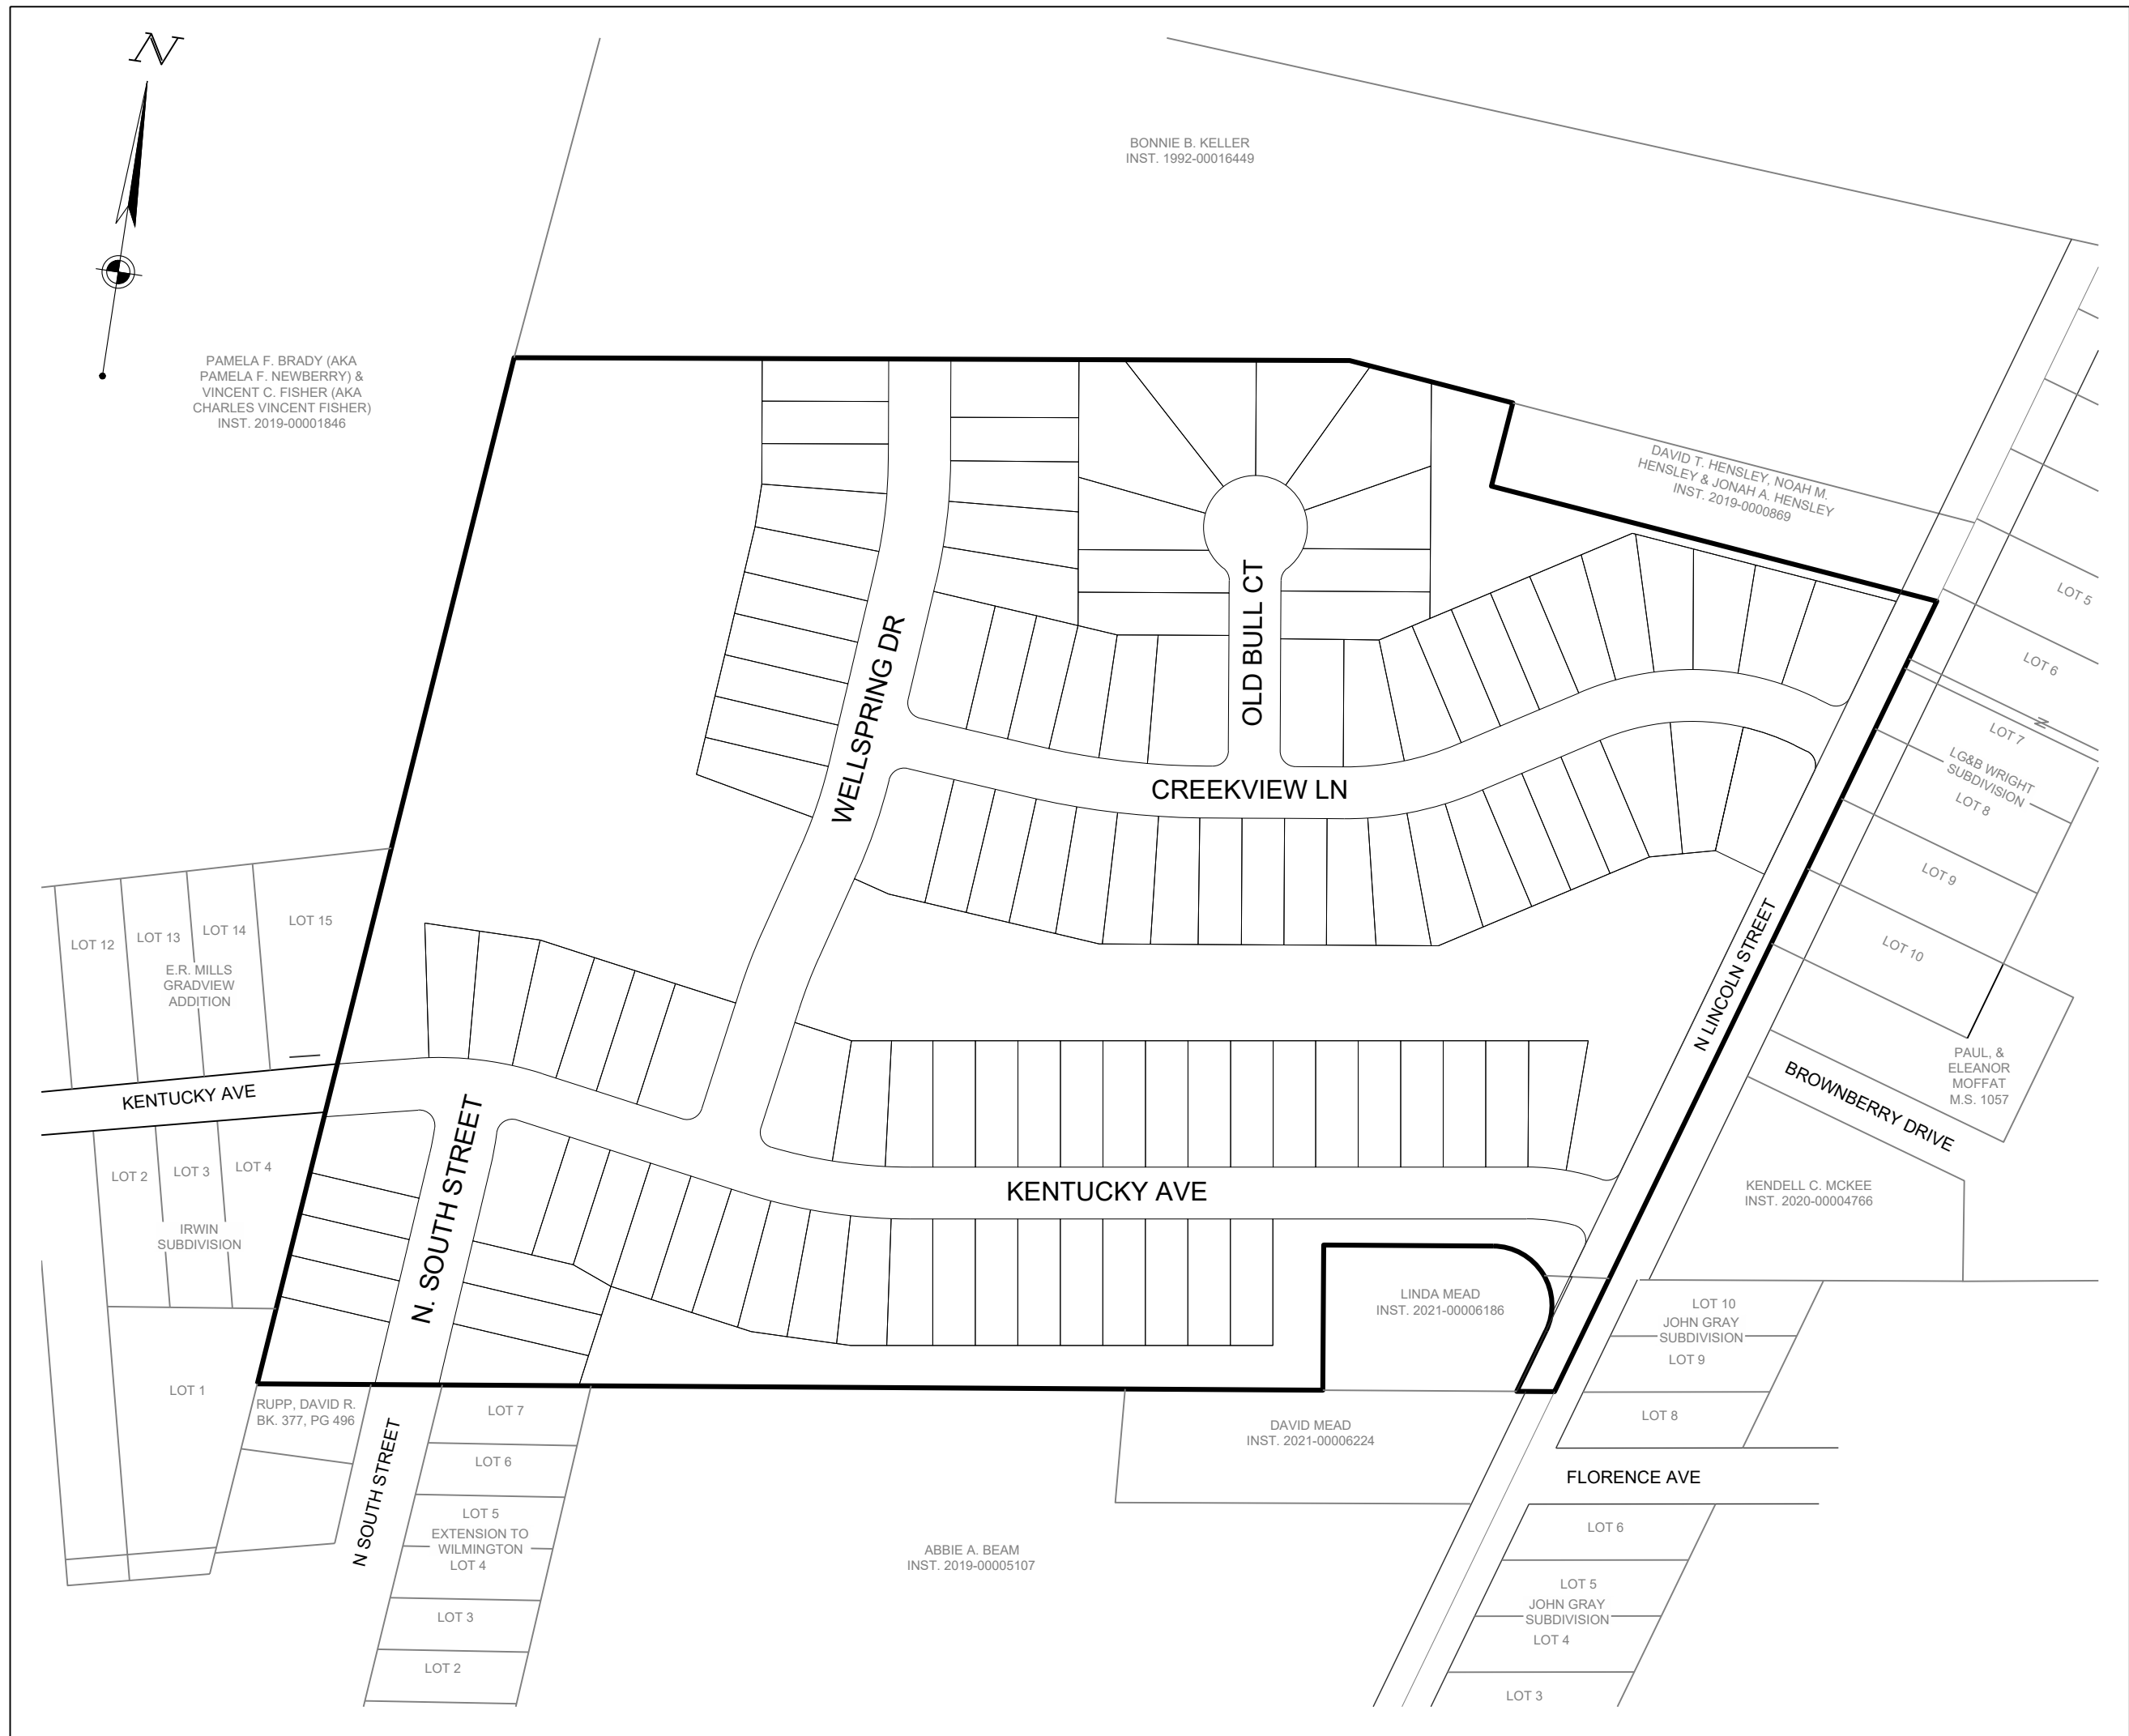 N
BONNIE B. KELLER
INST. 1992-00016449
PAMELA F. BRADY (AKA
PAMELA F. NEWBERRY) &
VINCENT C. FISHER (AKA
CHARLES VINCENT FISHER)
INST. 2019-00001846
DAVID T. HENSLEY, NOAH M.
HENSLEY & JONAH A. HENSLEY
INST. 2019-0000869
OLD BULL CT
WELLSPRING DR
CREEKVIEW LN
LOT 5
LOT 6
N
LOT 7
LG&B WRIGHT
SUBDIVISION
LOT 8
LOT 9
LOT 10
N LINCOLN STREET
LOT 12
LOT 13
LOT 14
LOT 15
E.R. MILLS
GRADVIEW
ADDITION
KENTUCKY AVE
PAUL, &
ELEANOR
MOFFAT
M.S. 1057
BROWNBERRY DRIVE
KENDELL C. MCKEE
INST. 2020-00004766
LOT 2
LOT 3
LOT 4
IRWIN
SUBDIVISION
N. SOUTH STREET
KENTUCKY AVE
LINDA MEAD
INST. 2021-00006186
LOT 10
JOHN GRAY
SUBDIVISION
LOT 9
LOT 8
LOT 1
RUPP, DAVID R.
BK. 377, PG 496
N SOUTH STREET
LOT 7
LOT 6
LOT 5
EXTENSION TO
WILMINGTON
LOT 4
LOT 3
LOT 2
DAVID MEAD
INST. 2021-00006224
ABBIE A. BEAM
INST. 2019-00005107
FLORENCE AVE
LOT 6
LOT 5
JOHN GRAY
SUBDIVISION
LOT 4
LOT 3